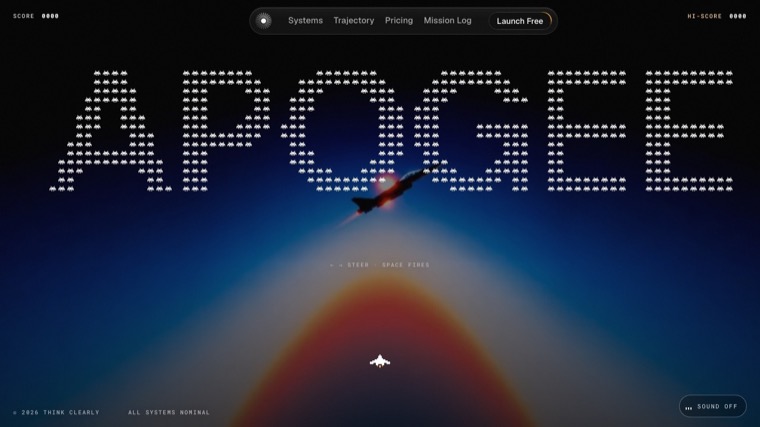 SCORE 0000
Systems Trajectory Pricing Mission Log Launch Free
HI-SCORE 0000
APOGEE
← → STEER · SPACE FIRES
© 2026 THINK CLEARLY
ALL SYSTEMS NOMINAL
SOUND OFF